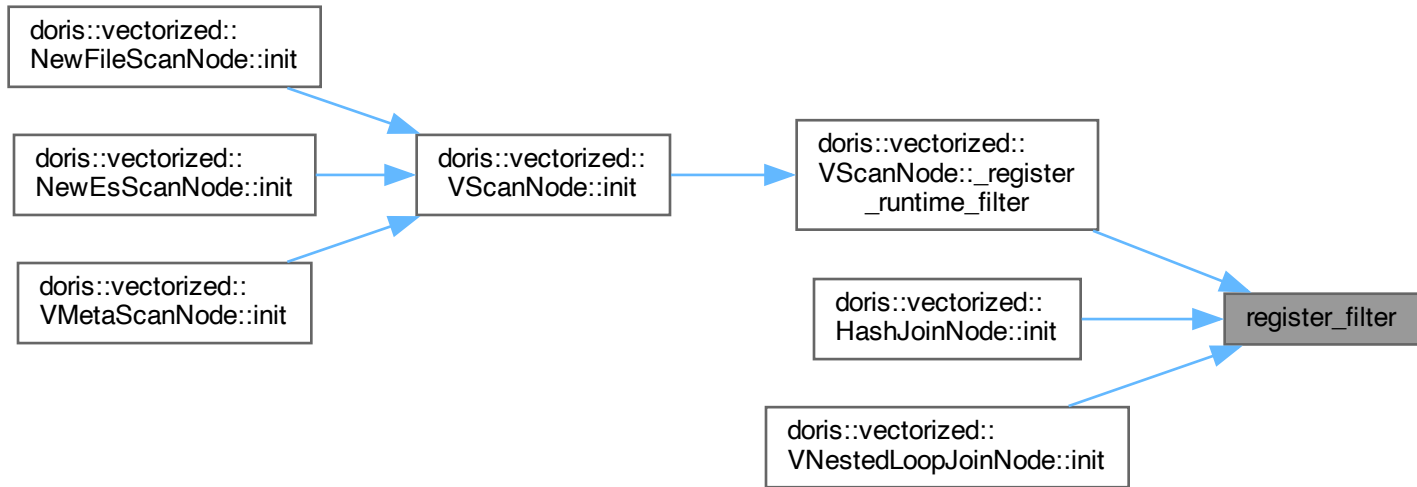 doris::vectorized::
NewFileScanNode::init
doris::vectorized::
NewEsScanNode::init
doris::vectorized::
VMetaScanNode::init
doris::vectorized::
VScanNode::init
doris::vectorized::
VScanNode::_register
_runtime_filter
doris::vectorized::
HashJoinNode::init
doris::vectorized::
VNestedLoopJoinNode::init
register_filter